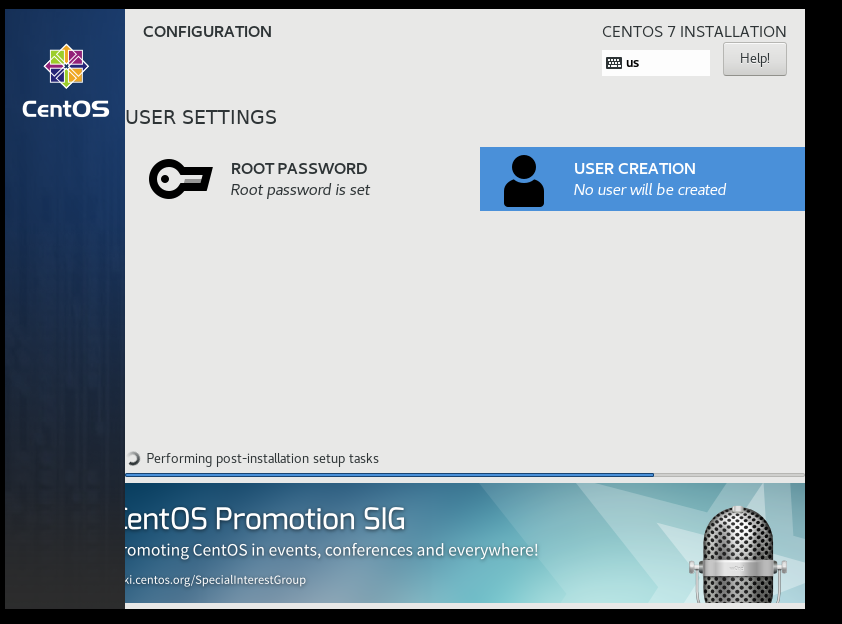 CONFIGURATION
CENTOS 7 INSTALLATION
us
Help!
CentOS
USER SETTINGS
ROOT PASSWORD
Root password is set
USER CREATION
No user will be created
Performing post-installation setup tasks
CentOS Promotion SIG
romoting CentOS in events, conferences and everywhere!
ki.centos.org/SpecialInterestGroup